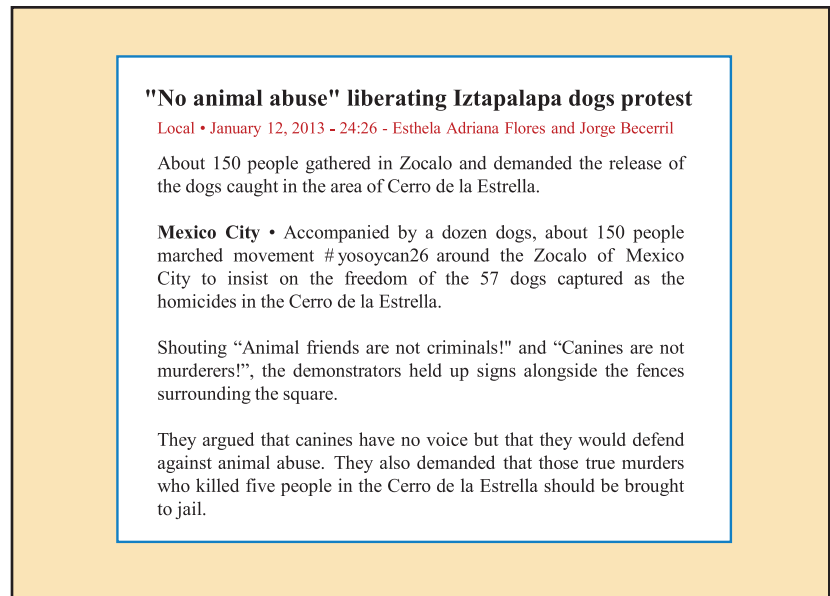 "No animal abuse" liberating Iztapalapa dogs protest
Local • January 12, 2013 - 24:26 - Esthela Adriana Flores and Jorge Becerril
About 150 people gathered in Zocalo and demanded the release of
the dogs caught in the area of Cerro de la Estrella.
Mexico City • Accompanied by a dozen dogs, about 150 people
marched movement #yosoycan26 around the Zocalo of Mexico
City to insist on the freedom of the 57 dogs captured as the
homicides in the Cerro de la Estrella.
Shouting “Animal friends are not criminals!" and “Canines are not
murderers!”, the demonstrators held up signs alongside the fences
surrounding the square.
They argued that canines have no voice but that they would defend
against animal abuse. They also demanded that those true murders
who killed five people in the Cerro de la Estrella should be brought
to jail.